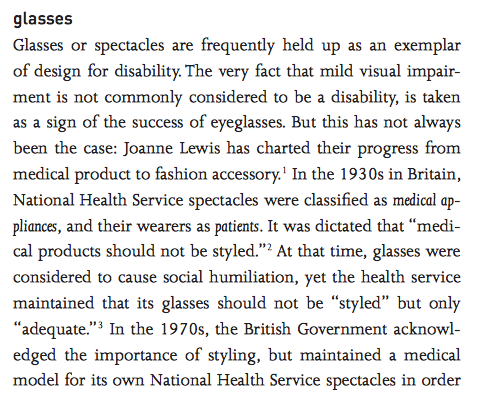 glasses
Glasses or spectacles are frequently held up as an exemplar
of design for disability. The very fact that mild visual impair-
ment is not commonly considered to be a disability, is taken
as a sign of the success of eyeglasses. But this has not always
been the case: Joanne Lewis has charted their progress from
medical product to fashion accessory.¹ In the 1930s in Britain,
National Health Service spectacles were classified as medical ap-
pliances, and their wearers as patients. It was dictated that “medi-
cal products should not be styled.”² At that time, glasses were
considered to cause social humiliation, yet the health service
maintained that its glasses should not be “styled” but only
“adequate.”³ In the 1970s, the British Government acknowl-
edged the importance of styling, but maintained a medical
model for its own National Health Service spectacles in order